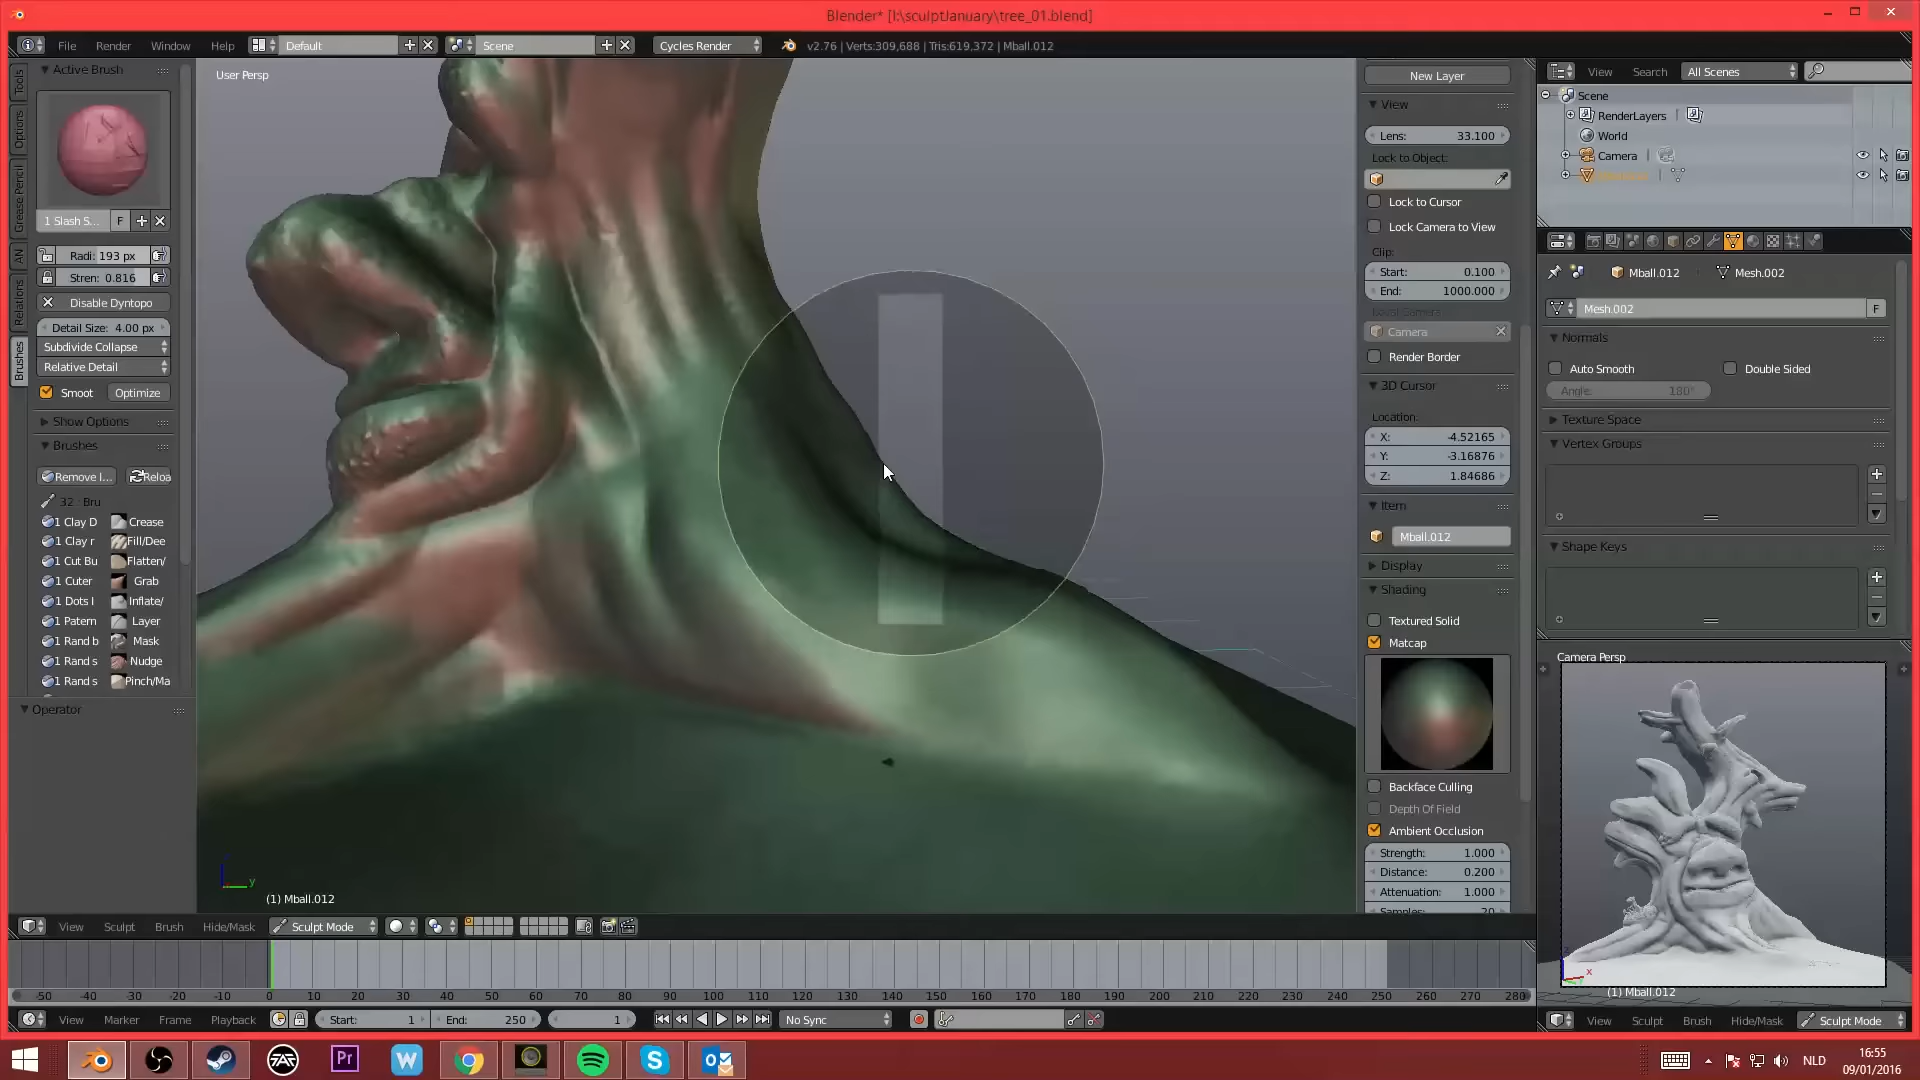 Blender* [I:\sculptJanuary\tree_01.blend]
File Render Window Help Default Scene Cycles Render v2.76 | Verts:309,688 | Tris:619,372 | Mball.012
Active Brush
Tools
Options
Grease Pencil
AN
Relations
Brushes
1 Slash S... F
Radi: 193 px
Stren: 0.816
Disable Dyntopo
Detail Size: 4.00 px
Subdivide Collapse
Relative Detail
Smoot Optimize
Show Options
Brushes
Remove I... Reloa
32 Bru
1 Clay D Crease
1 Clay r Fill/Dee
1 Cut Bu Flatten/
1 Cuter Grab
1 Dots I Inflate/
1 Patern Layer
1 Rand b Mask
1 Rand s Nudge
1 Rand s Pinch/Ma
Operator
User Persp
(1) Mball.012
New Layer
View
Lens: 33.100
Lock to Object:
Lock to Cursor
Lock Camera to View
Clip:
Start: 0.100
End: 1000.000
Local Camera:
Camera
Render Border
3D Cursor
Location:
X: -4.52165
Y: -3.16876
Z: 1.84686
Item
Mball.012
Display
Shading
Textured Solid
Matcap
Backface Culling
Depth Of Field
Ambient Occlusion
Strength: 1.000
Distance: 0.200
Attenuation: 1.000
Samples: 20
View Search All Scenes
Scene
RenderLayers
World
Camera
Mball.012 Mesh.002
Mesh.002 F
Normals
Auto Smooth Double Sided
Angle: 180°
Texture Space
Vertex Groups
Shape Keys
Camera Persp
x
(1) Mball.012
View Sculpt Brush Hide/Mask Sculpt Mode
y
View Sculpt Brush Hide/Mask Sculpt Mode
-50 -40 -30 -20 -10 0 10 20 30 40 50 60 70 80 90 100 110 120 130 140 150 160 170 180 190 200 210 220 230 240 250 260 270 280
View Marker Frame Playback Start: 1 End: 250 1 No Sync
Pr W S NLD 16:55
09/01/2016